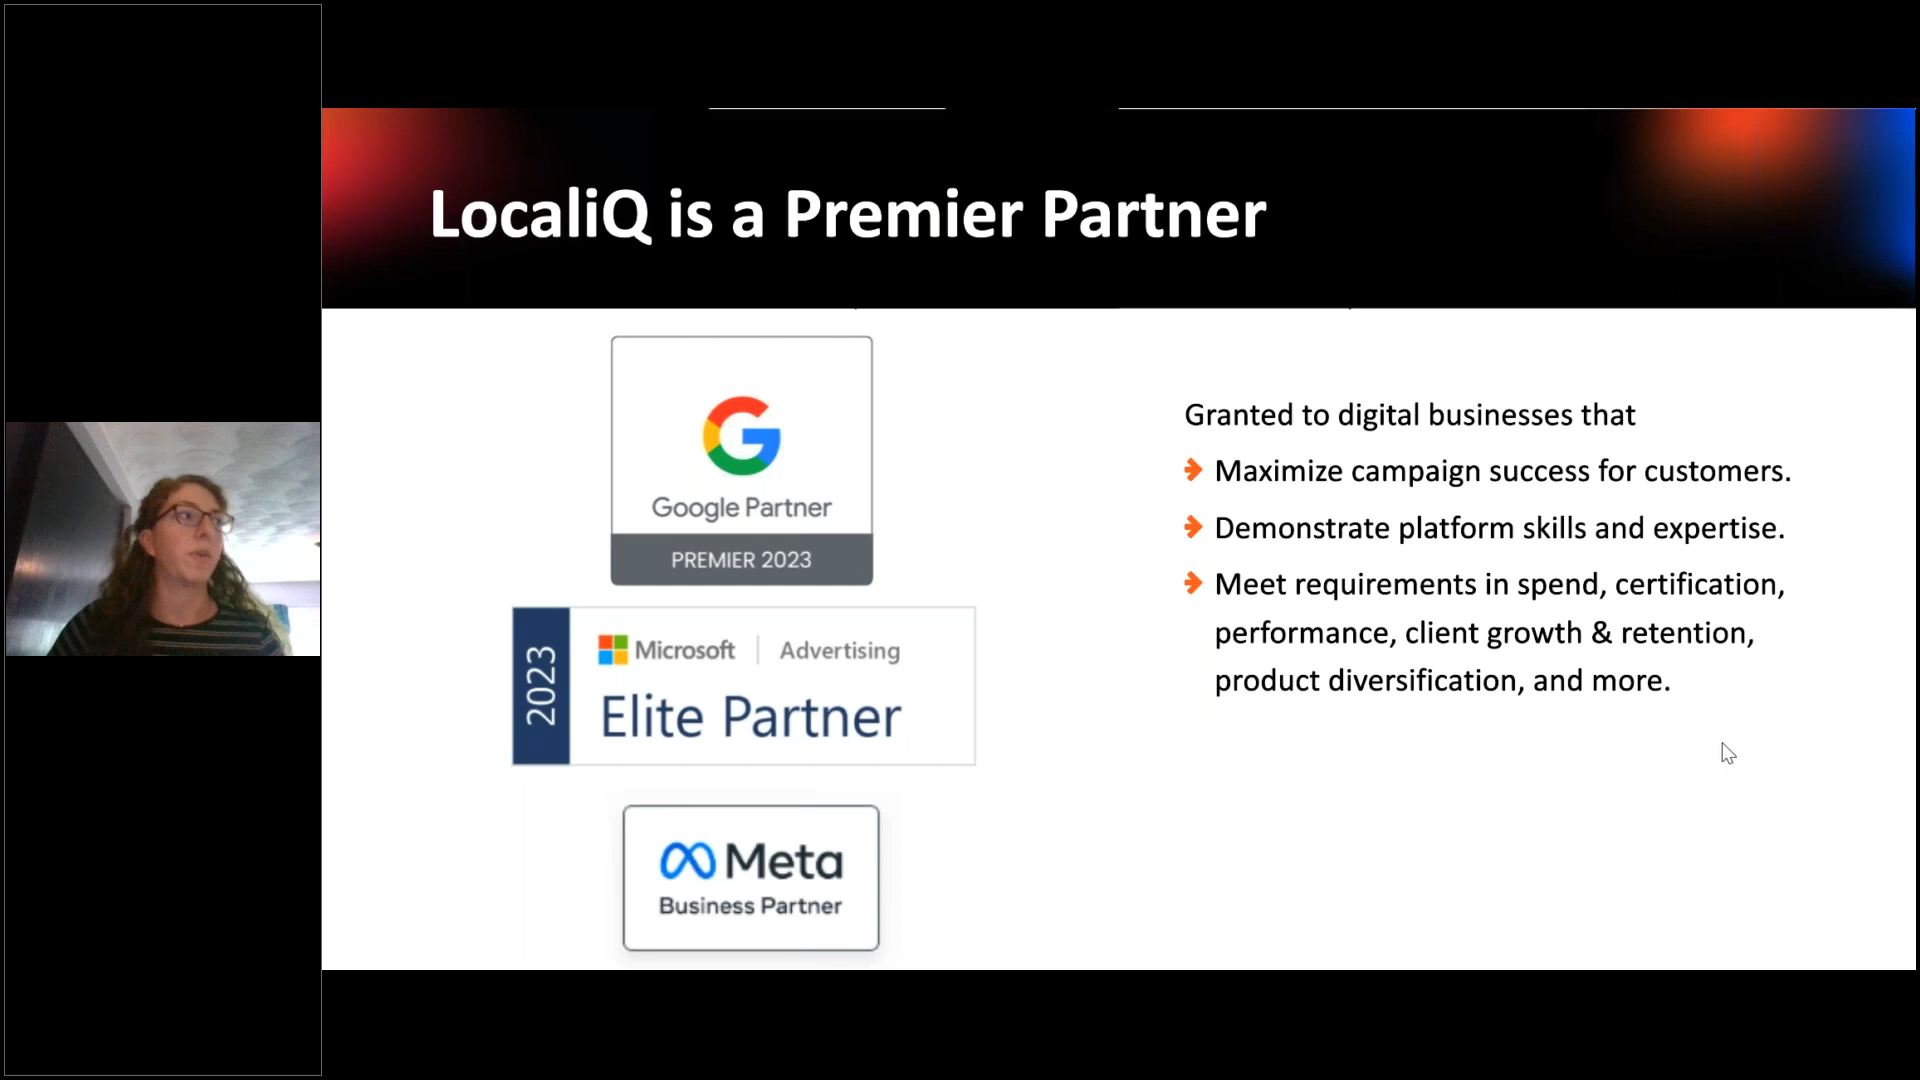 LocaliQ is a Premier Partner
Google Partner
PREMIER 2023
2023
Microsoft | Advertising
Elite Partner
Meta
Business Partner
Granted to digital businesses that
Maximize campaign success for customers.
Demonstrate platform skills and expertise.
Meet requirements in spend, certification,
performance, client growth & retention,
product diversification, and more.